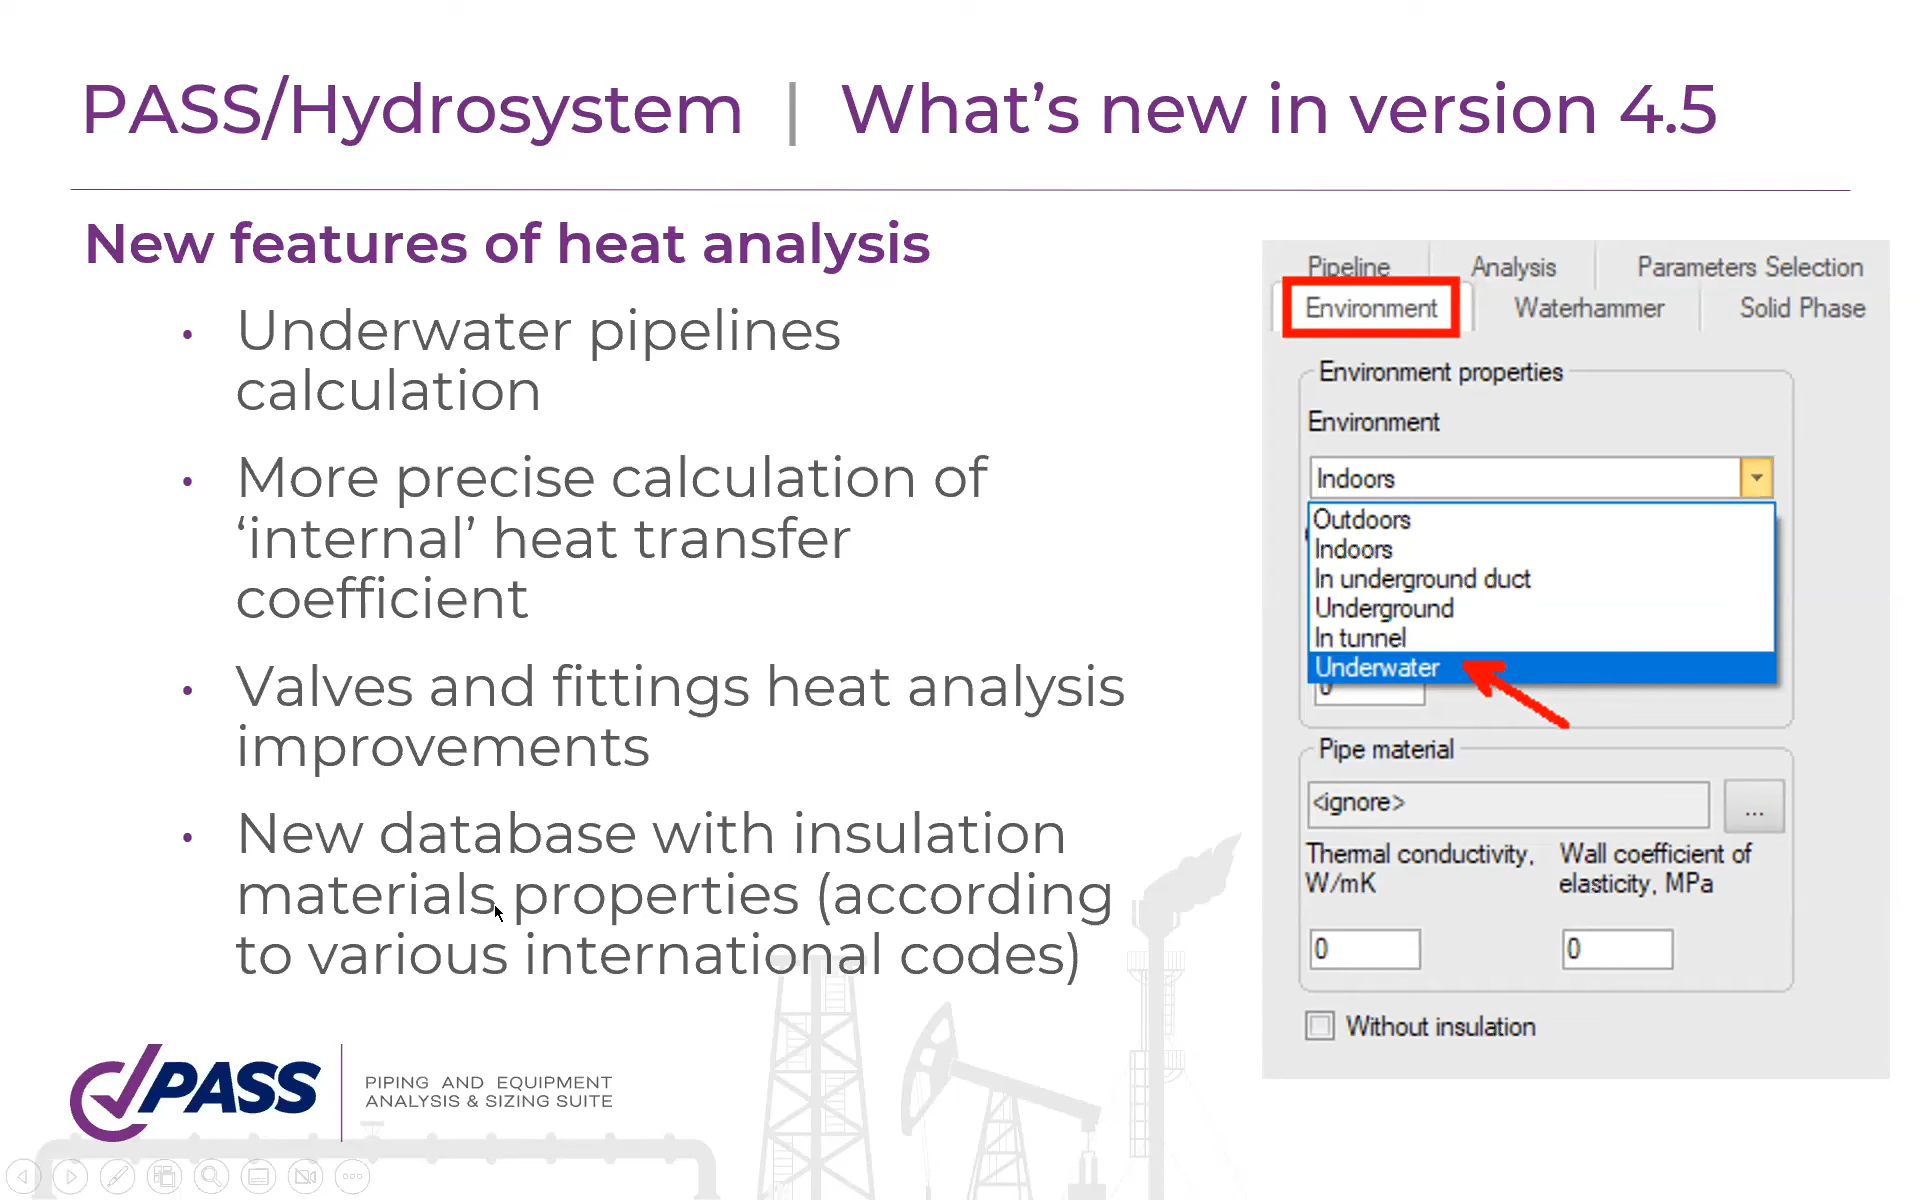 PASS/Hydrosystem | What's new in version 4.5
New features of heat analysis
• Underwater pipelines
calculation
• More precise calculation of
‘internal’ heat transfer
coefficient
• Valves and fittings heat analysis
improvements
• New database with insulation
materials properties (according
to various international codes)
Pipeline Analysis Parameters Selection
Environment Waterhammer Solid Phase
Environment properties
Environment
Indoors
Outdoors
Indoors
In underground duct
Underground
In tunnel
Underwater
0
Pipe material
<ignore> ...
Thermal conductivity, Wall coefficient of
W/mK elasticity, MPa
0 0
Without insulation
PASS
PIPING AND EQUIPMENT
ANALYSIS & SIZING SUITE